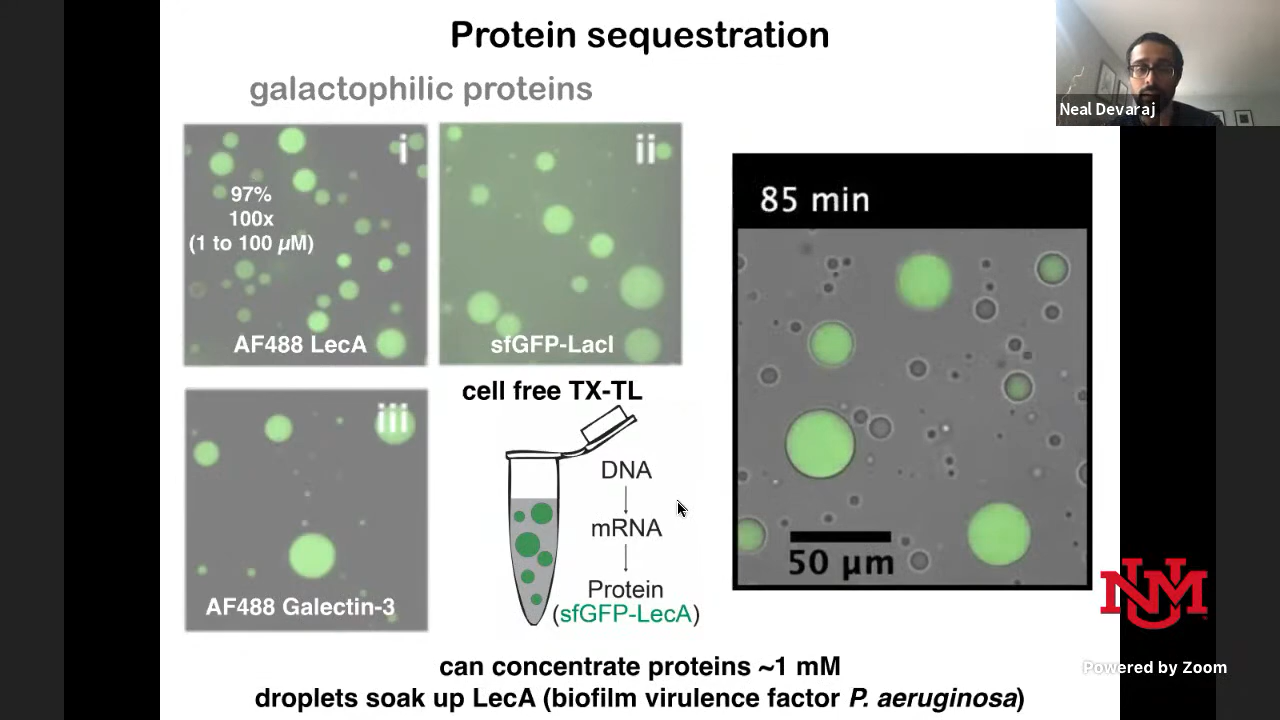 Protein sequestration
galactophilic proteins
i
97%
100x
(1 to 100 µM)
AF488 LecA
ii
sfGFP-LacI
iii
AF488 Galectin-3
cell free TX-TL
DNA
mRNA
Protein
(sfGFP-LecA)
85 min
50 µm
can concentrate proteins ~1 mM
droplets soak up LecA (biofilm virulence factor P. aeruginosa)
Neal Devaraj
UNM
Powered by Zoom